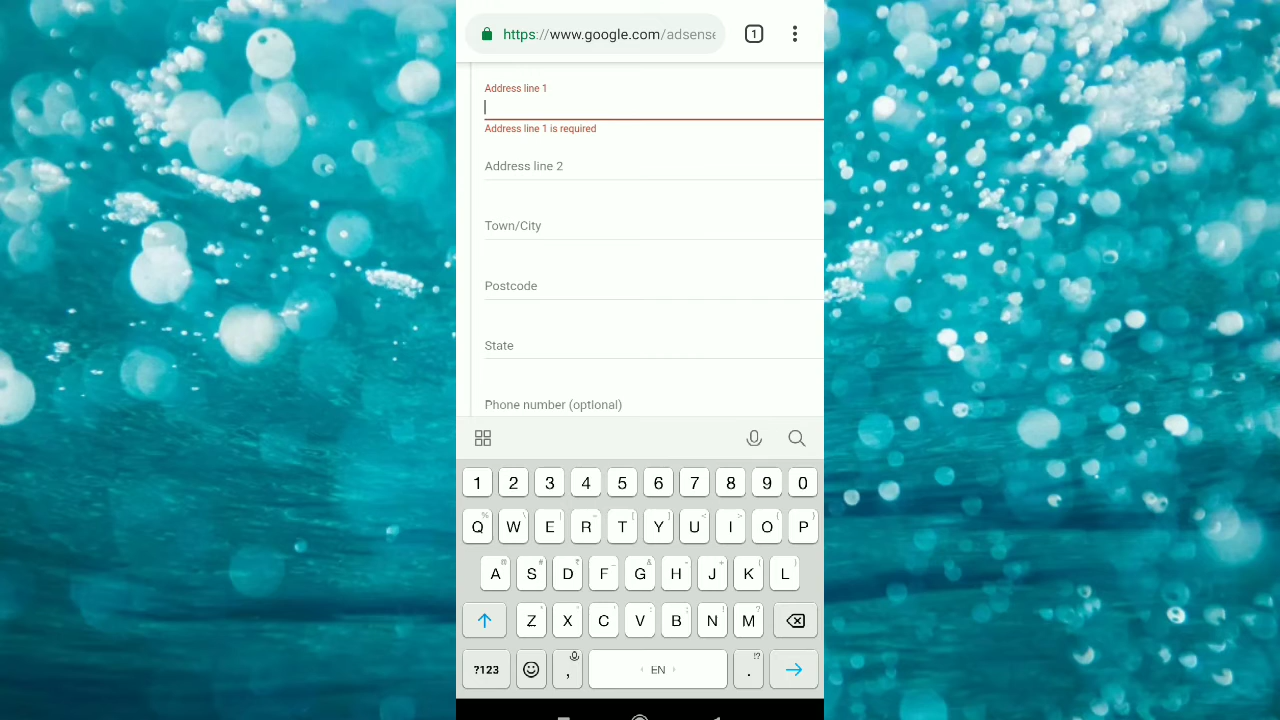 https://www.google.com/adsense
1
Address line 1
Address line 1 is required
Address line 2
Town/City
Postcode
State
Phone number (optional)
1 2 3 4 5 6 7 8 9 0
Q W E R T Y U I O P
A S D F G H J K L
Z X C V B N M
?123 , EN . !?